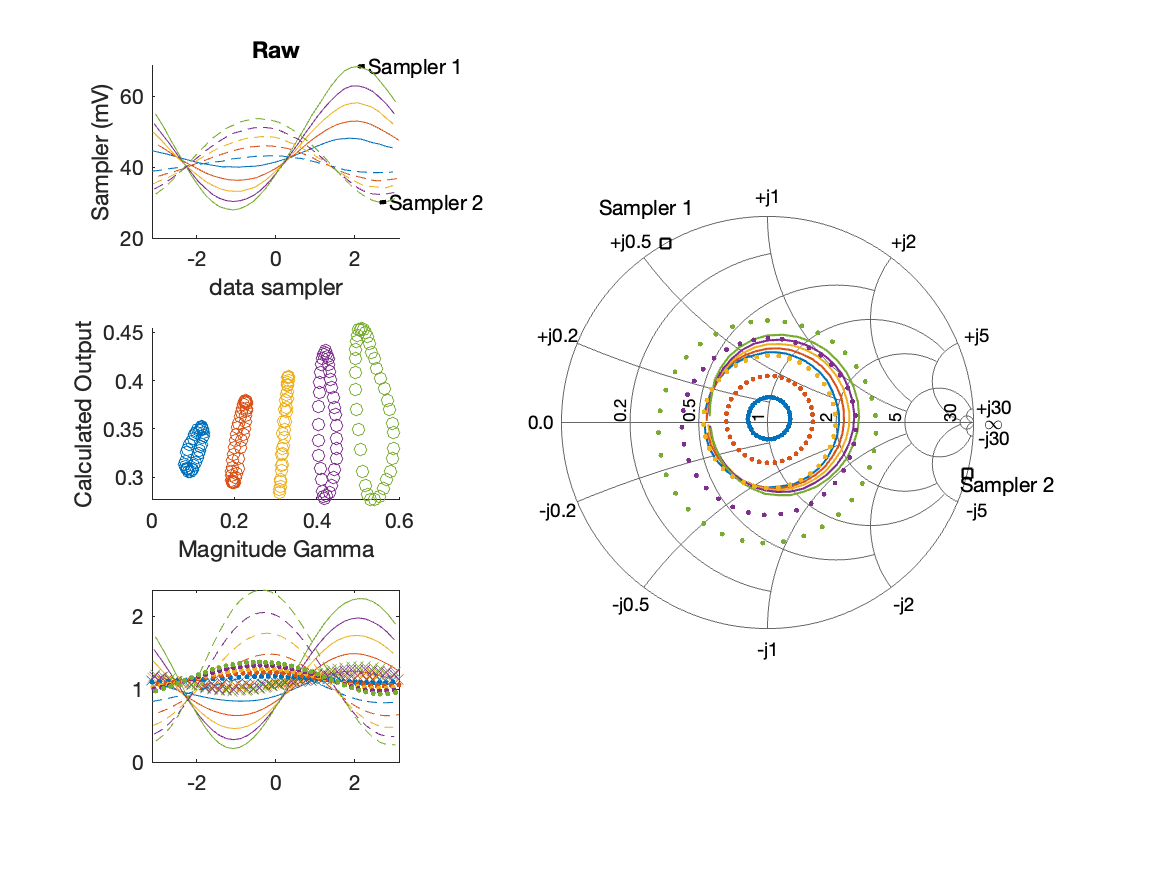 Raw
Sampler 1
Sampler 2
Sampler (mV)
60
40
20
-2
0
2
data sampler
Calculated Output
0.45
0.4
0.35
0.3
0
0.2
0.4
0.6
Magnitude Gamma
2
1
0
-2
0
2
Sampler 1
+j1
+j0.5
+j2
+j0.2
+j5
0.0
0.2
0.5
1
2
5
30
+j30
∞
-j30
Sampler 2
-j0.2
-j5
-j0.5
-j2
-j1